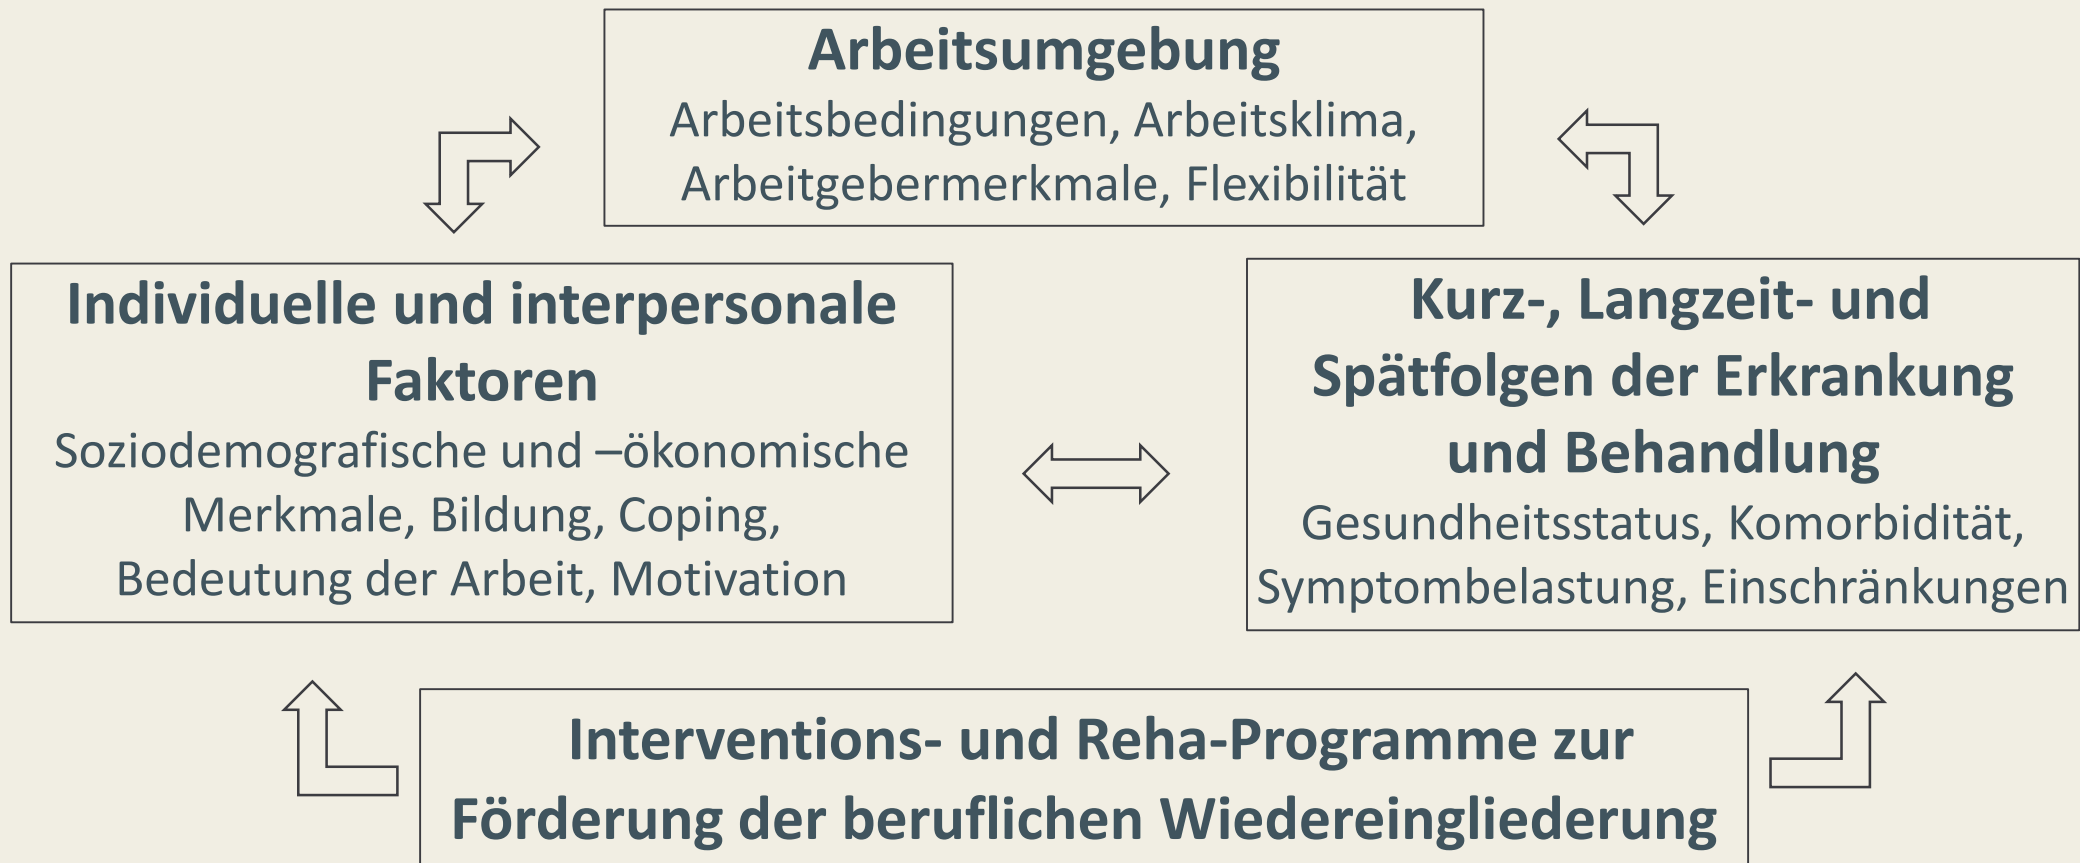 Arbeitsumgebung
Arbeitsbedingungen, Arbeitsklima,
Arbeitgebermerkmale, Flexibilität
Individuelle und interpersonale
Faktoren
Soziodemografische und –ökonomische
Merkmale, Bildung, Coping,
Bedeutung der Arbeit, Motivation
Kurz-, Langzeit- und
Spätfolgen der Erkrankung
und Behandlung
Gesundheitsstatus, Komorbidität,
Symptombelastung, Einschränkungen
Interventions- und Reha-Programme zur
Förderung der beruflichen Wiedereingliederung